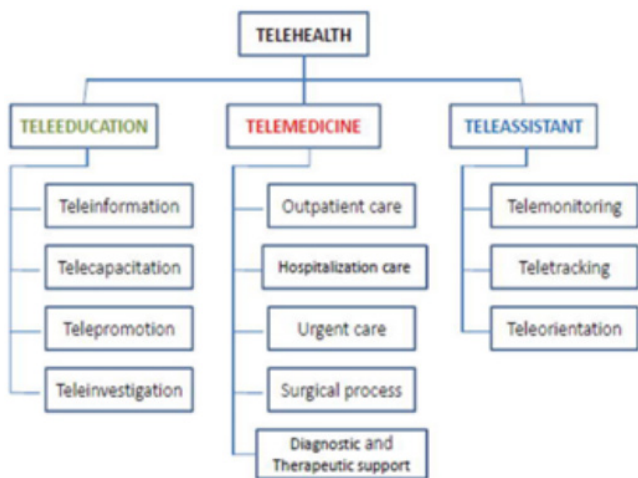 TELEHEALTH
TELEEDUCATION
TELEMEDICINE
TELEASSISTANT
Teleinformation
Telecapacitation
Telepromotion
Teleinvestigation
Outpatient care
Hospitalization care
Urgent care
Surgical process
Diagnostic and
Therapeutic support
Telemonitoring
Teletracking
Teleorientation